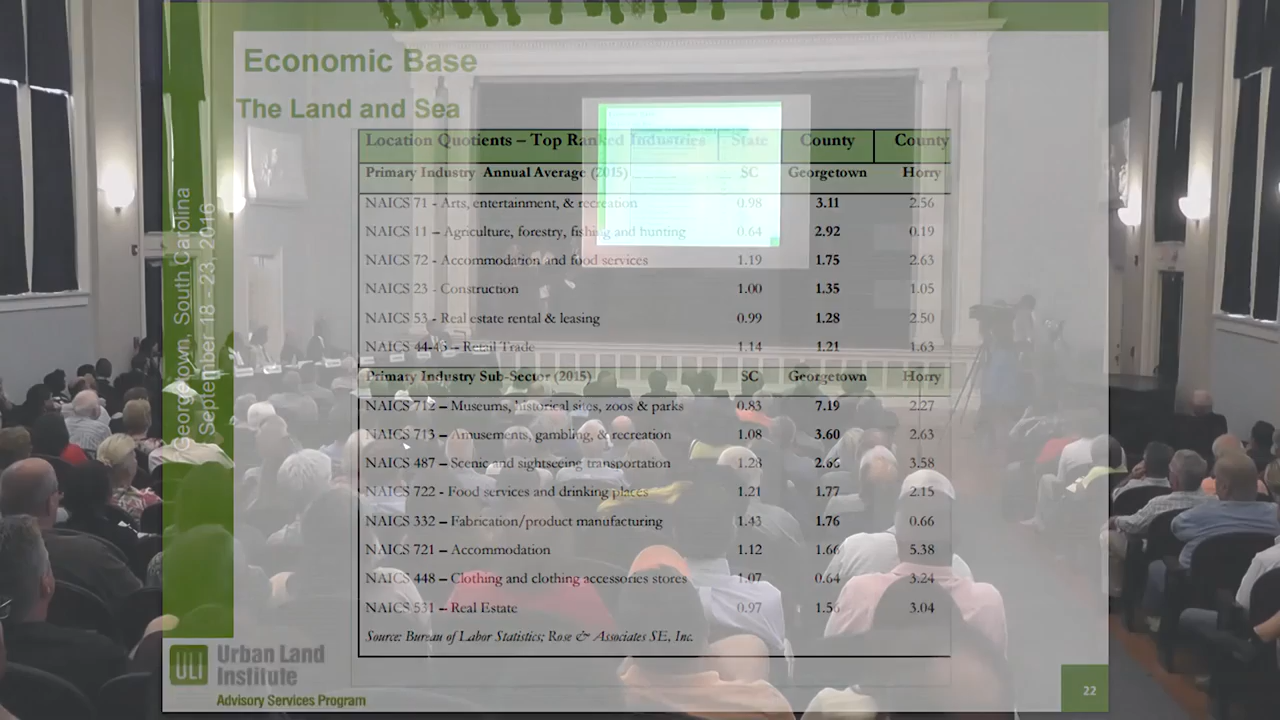 Economic Base
The Land and Sea
Georgetown, South Carolina
September 18 - 23, 2016
Location Quotients – Top Ranked Industries State County County
Primary Industry Annual Average (2015) SC Georgetown Horry
NAICS 71 - Arts, entertainment, & recreation 0.98 3.11 2.56
NAICS 11 – Agriculture, forestry, fishing and hunting 0.64 2.92 0.19
NAICS 72 - Accommodation and food services 1.19 1.75 2.63
NAICS 23 - Construction 1.00 1.35 1.05
NAICS 53 - Real estate rental & leasing 0.99 1.28 2.50
NAICS 44-45 – Retail Trade 1.14 1.21 1.63
Primary Industry Sub-Sector (2015) SC Georgetown Horry
NAICS 712 – Museums, historical sites, zoos & parks 0.83 7.19 2.27
NAICS 713 – Amusements, gambling, & recreation 1.08 3.60 2.63
NAICS 487 – Scenic and sightseeing transportation 1.28 2.66 3.58
NAICS 722 - Food services and drinking places 1.21 1.77 2.15
NAICS 332 – Fabrication/product manufacturing 1.43 1.76 0.66
NAICS 721 – Accommodation 1.12 1.66 5.38
NAICS 448 – Clothing and clothing accessories stores 1.07 0.64 3.24
NAICS 531 – Real Estate 0.97 1.56 3.04
Source: Bureau of Labor Statistics; Rose & Associates SE, Inc.
ULI Urban Land
Institute
Advisory Services Program
22